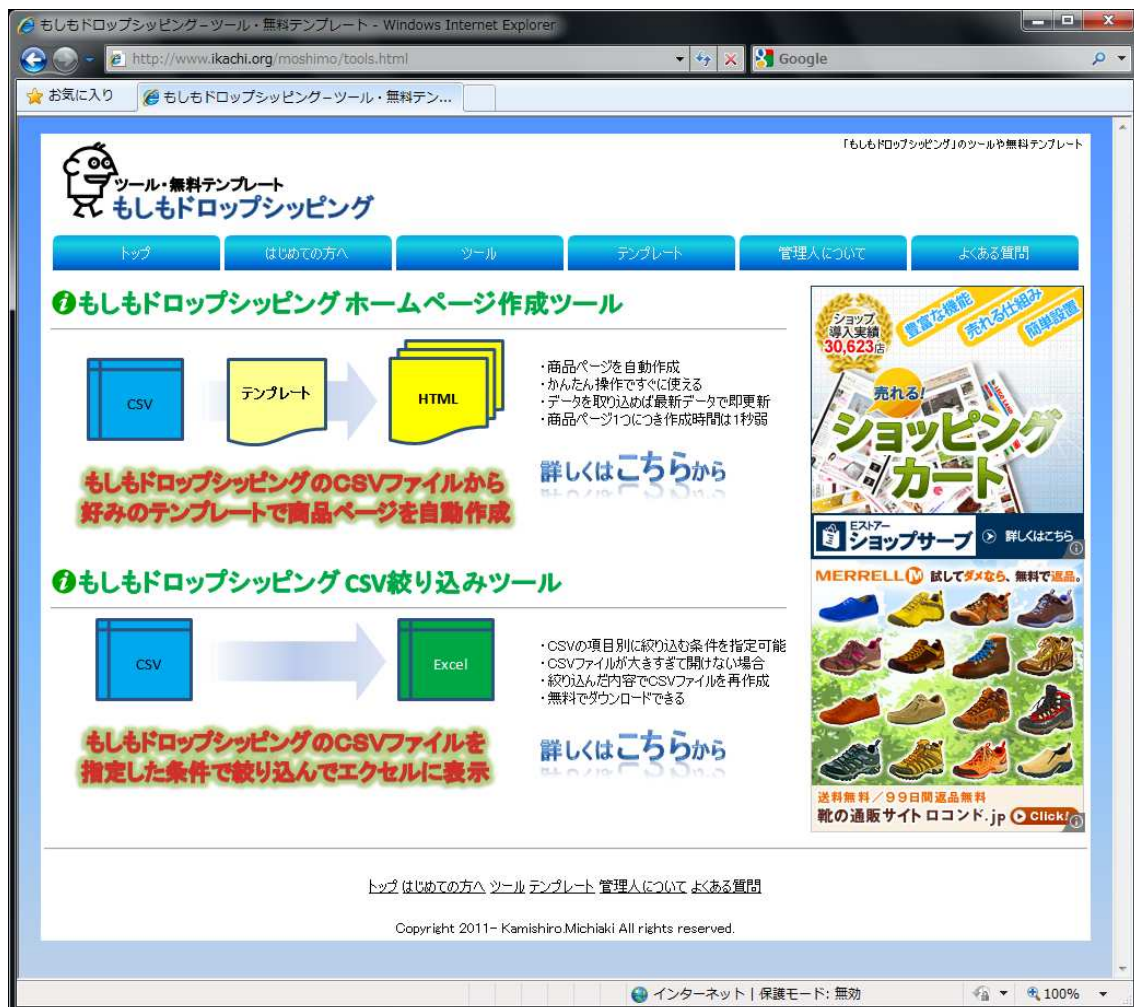 もしもドロップシッピング-ツール・無料テンプレート - Windows Internet Explorer
http://www.ikachi.org/moshimo/tools.html
Google
お気に入り
もしもドロップシッピング-ツール・無料テン...
「もしもドロップシッピング」のツールや無料テンプレート
ツール・無料テンプレート
もしもドロップシッピング
トップ はじめての方へ ツール テンプレート 管理人について よくある質問
もしもドロップシッピング ホームページ作成ツール
CSV
テンプレート
HTML
・商品ページを自動作成
・かんたん操作ですぐに使える
・データを取り込めば最新データで即更新
・商品ページ1つにつき作成時間は1秒弱
もしもドロップシッピングのCSVファイルから
好みのテンプレートで商品ページを自動作成
詳しくはこちらから
もしもドロップシッピング CSV絞り込みツール
CSV
Excel
・CSVの項目別に絞り込む条件を指定可能
・CSVファイルが大きすぎて開けない場合
・絞り込んだ内容でCSVファイルを再作成
・無料でダウンロードできる
もしもドロップシッピングのCSVファイルを
指定した条件で絞り込んでエクセルに表示
詳しくはこちらから
ショップ
導入実績
30,623店
豊富な機能
売れる仕組み
簡単設置
売れる!
ショッピング
カート
Eストアー
ショップサーブ
詳しくはこちら
MERRELL 試してダメなら、無料で返品。
送料無料/99日間返品無料
靴の通販サイト ロコンド.jp
Click!
トップ はじめての方へ ツール テンプレート 管理人について よくある質問
Copyright 2011- Kamishiro.Michiaki All rights reserved.
インターネット | 保護モード: 無効
100%